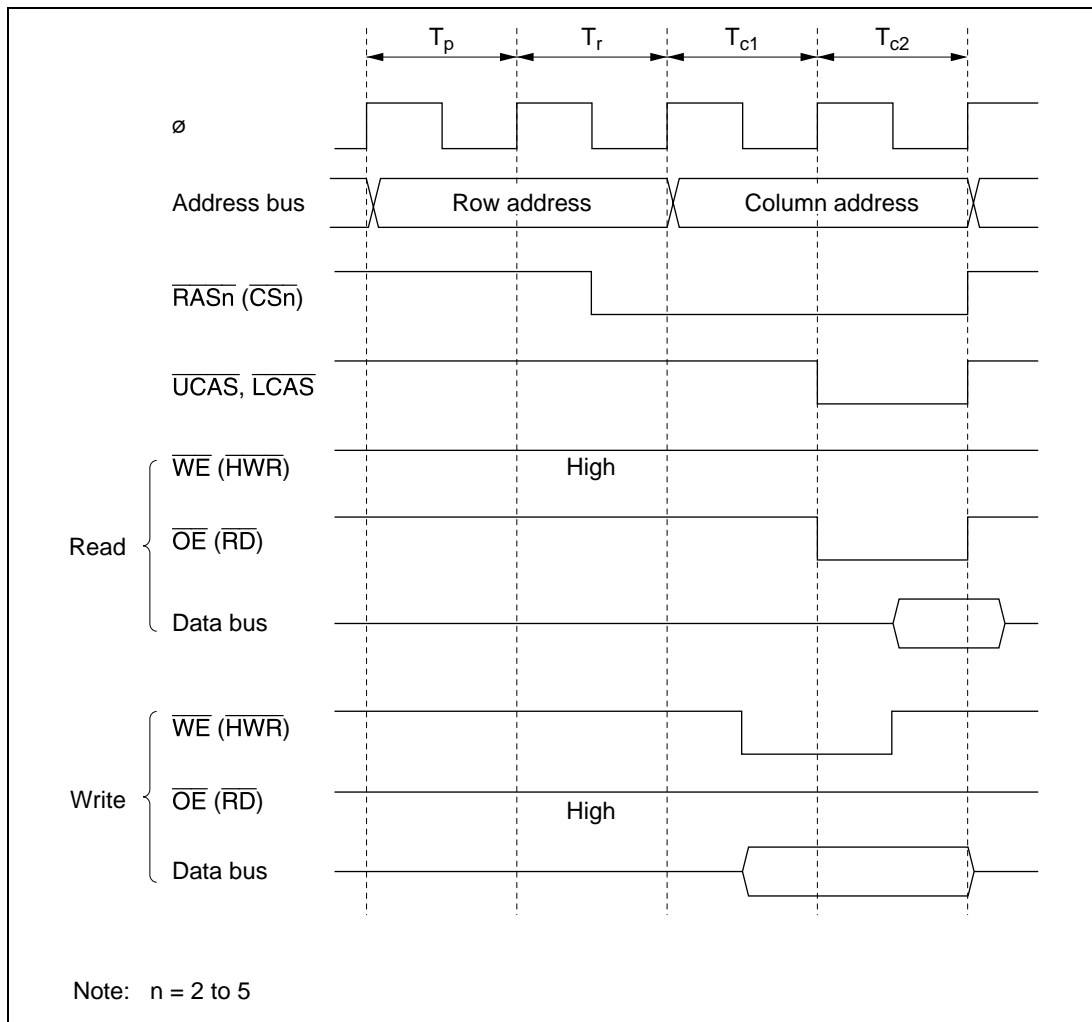 Tp Tr Tc1 Tc2
ø
Address bus Row address Column address
RASn (CSn)
UCAS, LCAS
WE (HWR) High
Read OE (RD)
Data bus
WE (HWR)
Write OE (RD) High
Data bus
Note: n = 2 to 5